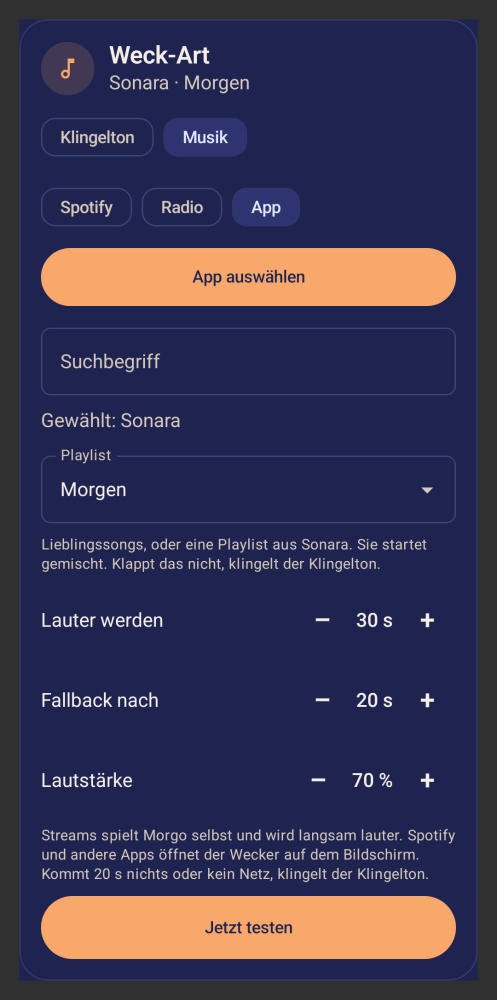 Weck-Art
Sonara · Morgen
Klingelton
Musik
Spotify
Radio
App
App auswählen
Suchbegriff
Gewählt: Sonara
Playlist
Morgen
Lieblingssongs, oder eine Playlist aus Sonara. Sie startet
gemischt. Klappt das nicht, klingelt der Klingelton.
Lauter werden − 30 s +
Fallback nach − 20 s +
Lautstärke − 70 % +
Streams spielt Morgo selbst und wird langsam lauter. Spotify
und andere Apps öffnet der Wecker auf dem Bildschirm.
Kommt 20 s nichts oder kein Netz, klingelt der Klingelton.
Jetzt testen